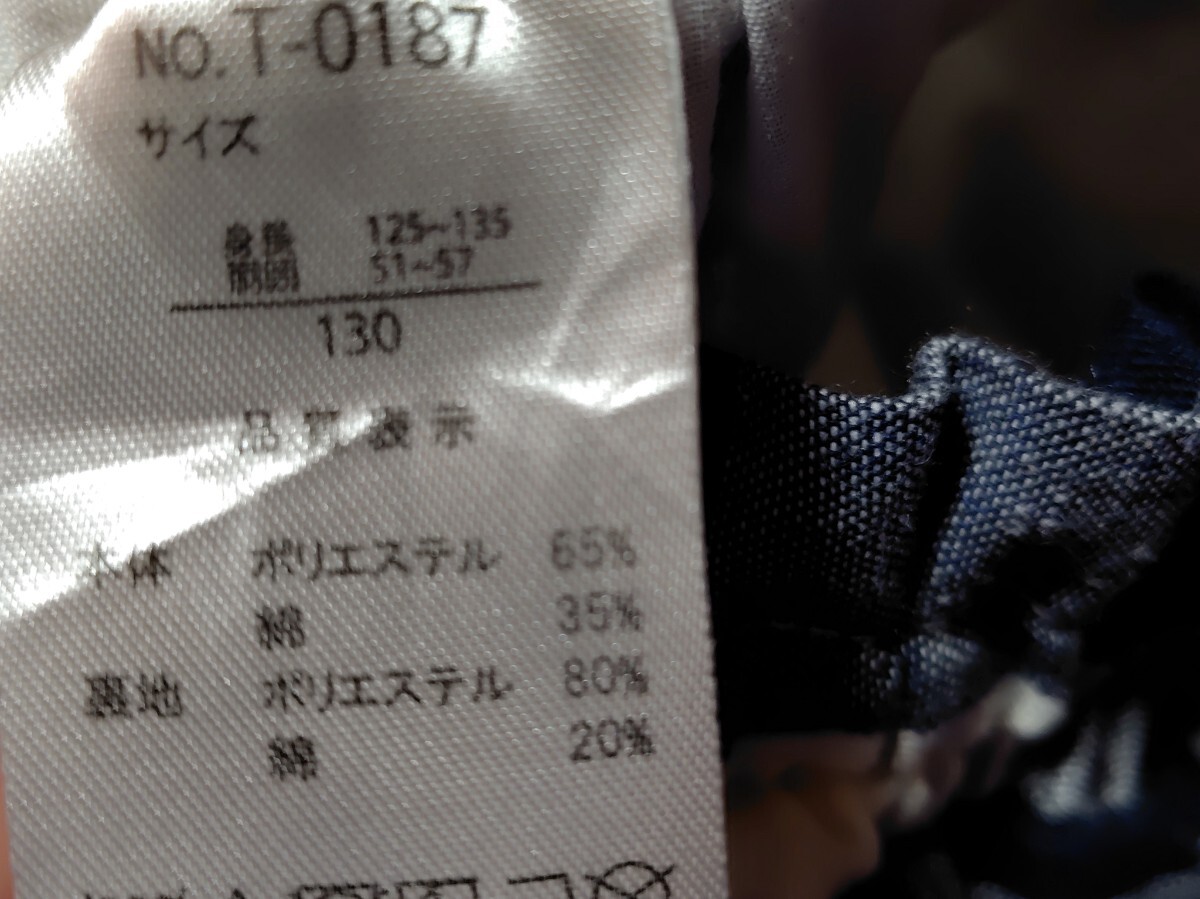 NO.T-0187
サイズ
身長 125~135
胴囲 51~57
130
品質表示
本体 ポリエステル 65%
綿 35%
裏地 ポリエステル 80%
綿 20%